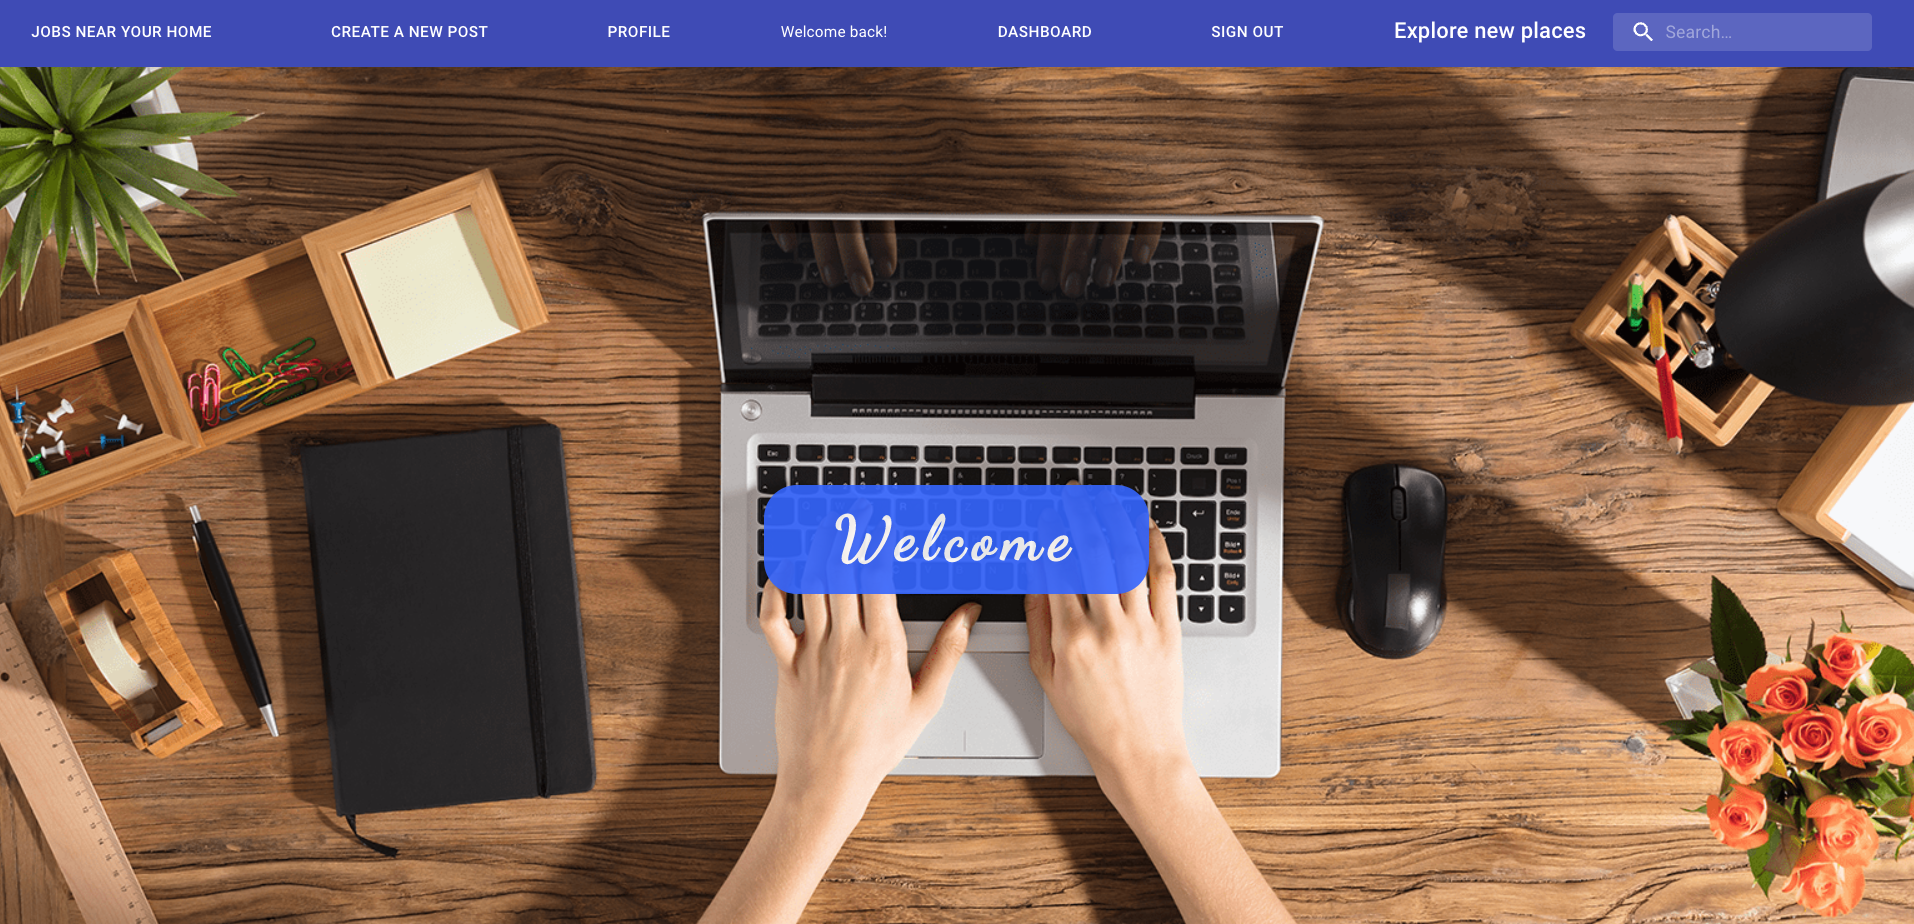 JOBS NEAR YOUR HOME
CREATE A NEW POST
PROFILE
Welcome back!
DASHBOARD
SIGN OUT
Explore new places
Search...
Welcome